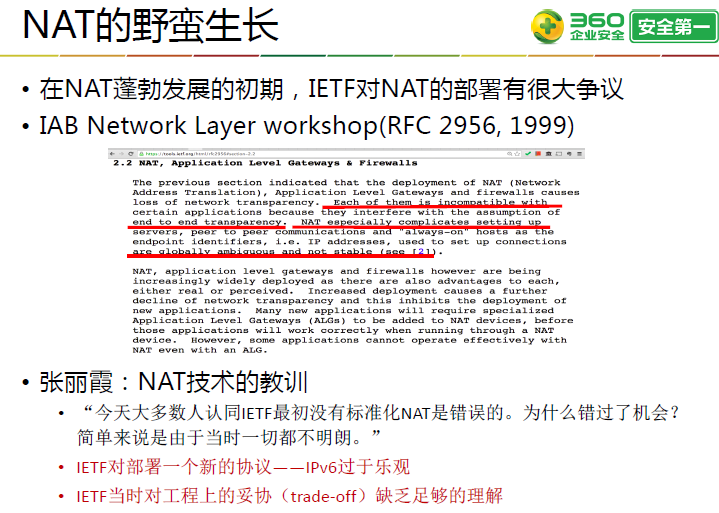 NAT的野蛮生长
360
企业安全
安全第一
• 在NAT蓬勃发展的初期，IETF对NAT的部署有很大争议
• IAB Network Layer workshop(RFC 2956, 1999)
https://tools.ietf.org/html/rfc2956#section-2.2
2.2 NAT, Application Level Gateways & Firewalls
The previous section indicated that the deployment of NAT (Network
Address Translation), Application Level Gateways and firewalls causes
loss of network transparency. Each of them is incompatible with
certain applications because they interfere with the assumption of
end to end transparency. NAT especially complicates setting up
servers, peer to peer communications and "always-on" hosts as the
endpoint identifiers, i.e. IP addresses, used to set up connections
are globally ambiguous and not stable (see [2]).
NAT, application level gateways and firewalls however are being
increasingly widely deployed as there are also advantages to each,
either real or perceived. Increased deployment causes a further
decline of network transparency and this inhibits the deployment of
new applications. Many new applications will require specialized
Application Level Gateways (ALGs) to be added to NAT devices, before
those applications will work correctly when running through a NAT
device. However, some applications cannot operate effectively with
NAT even with an ALG.
• 张丽霞：NAT技术的教训
• “今天大多数人认同IETF最初没有标准化NAT是错误的。为什么错过了机会？
简单来说是由于当时一切都不明朗。”
• IETF对部署一个新的协议——IPv6过于乐观
• IETF当时对工程上的妥协（trade-off）缺乏足够的理解